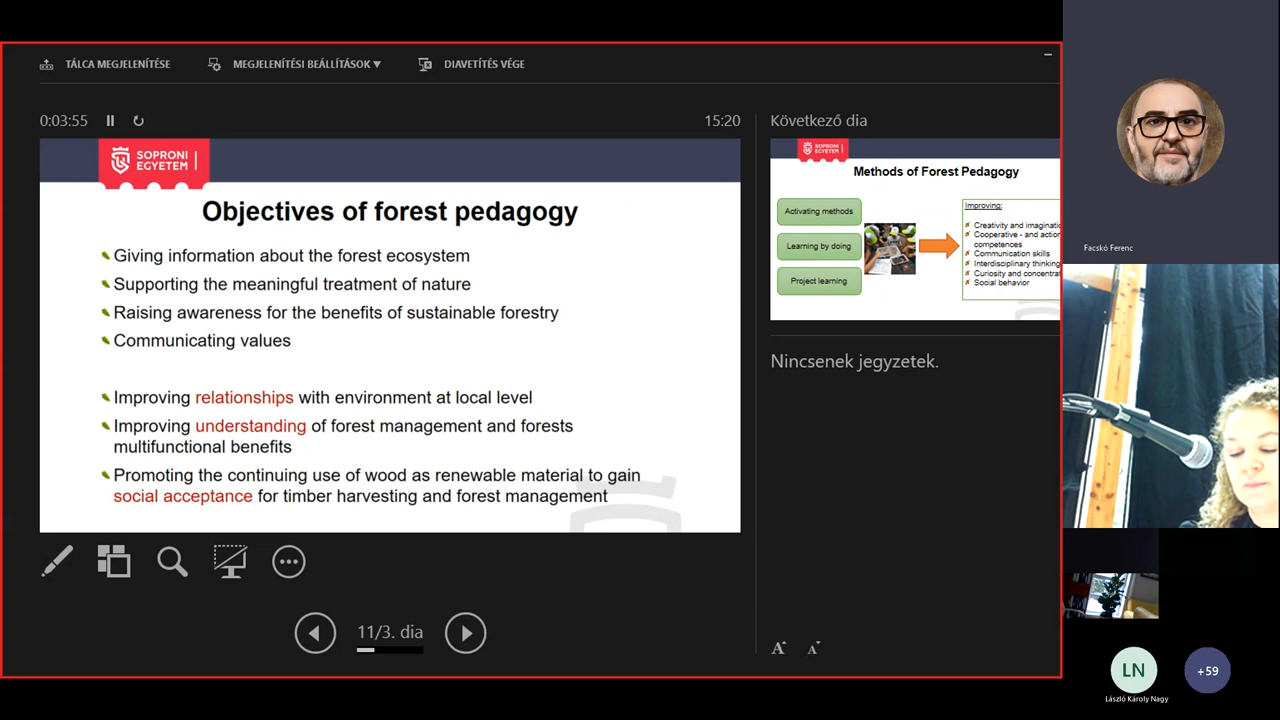 TÁLCA MEGJELENÍTÉSE
MEGJELENÍTÉSI BEÁLLÍTÁSOK
DIAVETÍTÉS VÉGE
0:03:55
15:20
SOPRONI
EGYETEM
Objectives of forest pedagogy
Giving information about the forest ecosystem
Supporting the meaningful treatment of nature
Raising awareness for the benefits of sustainable forestry
Communicating values
Improving relationships with environment at local level
Improving understanding of forest management and forests
multifunctional benefits
Promoting the continuing use of wood as renewable material to gain
social acceptance for timber harvesting and forest management
11/3. dia
Következő dia
SOPRONI
EGYETEM
Methods of Forest Pedagogy
Activating methods
Learning by doing
Project learning
Improving:
Creativity and imaginatio
Cooperative - and action
competences
Communication skills
Interdisciplinary thinking
Curiosity and concentrat
Social behavior
Nincsenek jegyzetek.
A A
Facskó Ferenc
LN
László Károly Nagy
+59